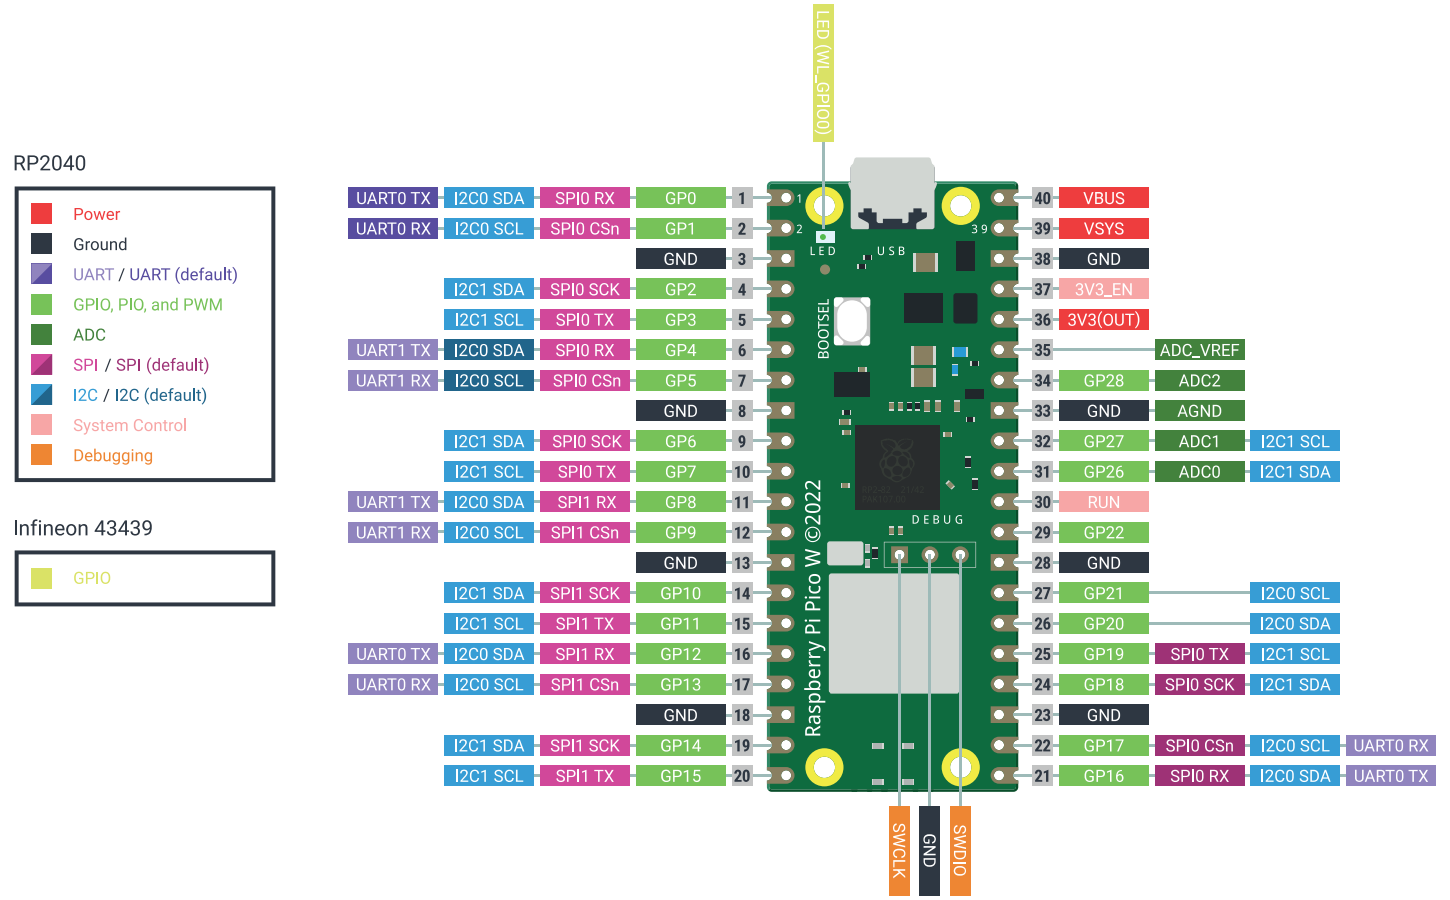 LED (WL_GPIO0)
RP2040
Power
Ground
UART / UART (default)
GPIO, PIO, and PWM
ADC
SPI / SPI (default)
I2C / I2C (default)
System Control
Debugging
Infineon 43439
GPIO
UART0 TX I2C0 SDA SPI0 RX GP0 1
UART0 RX I2C0 SCL SPI0 CSn GP1 2
GND 3
I2C1 SDA SPI0 SCK GP2 4
I2C1 SCL SPI0 TX GP3 5
UART1 TX I2C0 SDA SPI0 RX GP4 6
UART1 RX I2C0 SCL SPI0 CSn GP5 7
GND 8
I2C1 SDA SPI0 SCK GP6 9
I2C1 SCL SPI0 TX GP7 10
UART1 TX I2C0 SDA SPI1 RX GP8 11
UART1 RX I2C0 SCL SPI1 CSn GP9 12
GND 13
I2C1 SDA SPI1 SCK GP10 14
I2C1 SCL SPI1 TX GP11 15
UART0 TX I2C0 SDA SPI1 RX GP12 16
UART0 RX I2C0 SCL SPI1 CSn GP13 17
GND 18
I2C1 SDA SPI1 SCK GP14 19
I2C1 SCL SPI1 TX GP15 20
1
2
39
LED
USB
BOOTSEL
DEBUG
Raspberry Pi Pico W ©2022
40 VBUS
39 VSYS
38 GND
37 3V3_EN
36 3V3(OUT)
35 ADC_VREF
34 GP28 ADC2
33 GND AGND
32 GP27 ADC1 I2C1 SCL
31 GP26 ADC0 I2C1 SDA
30 RUN
29 GP22
28 GND
27 GP21 I2C0 SCL
26 GP20 I2C0 SDA
25 GP19 SPI0 TX I2C1 SCL
24 GP18 SPI0 SCK I2C1 SDA
23 GND
22 GP17 SPI0 CSn I2C0 SCL UART0 RX
21 GP16 SPI0 RX I2C0 SDA UART0 TX
SWCLK
GND
SWDIO